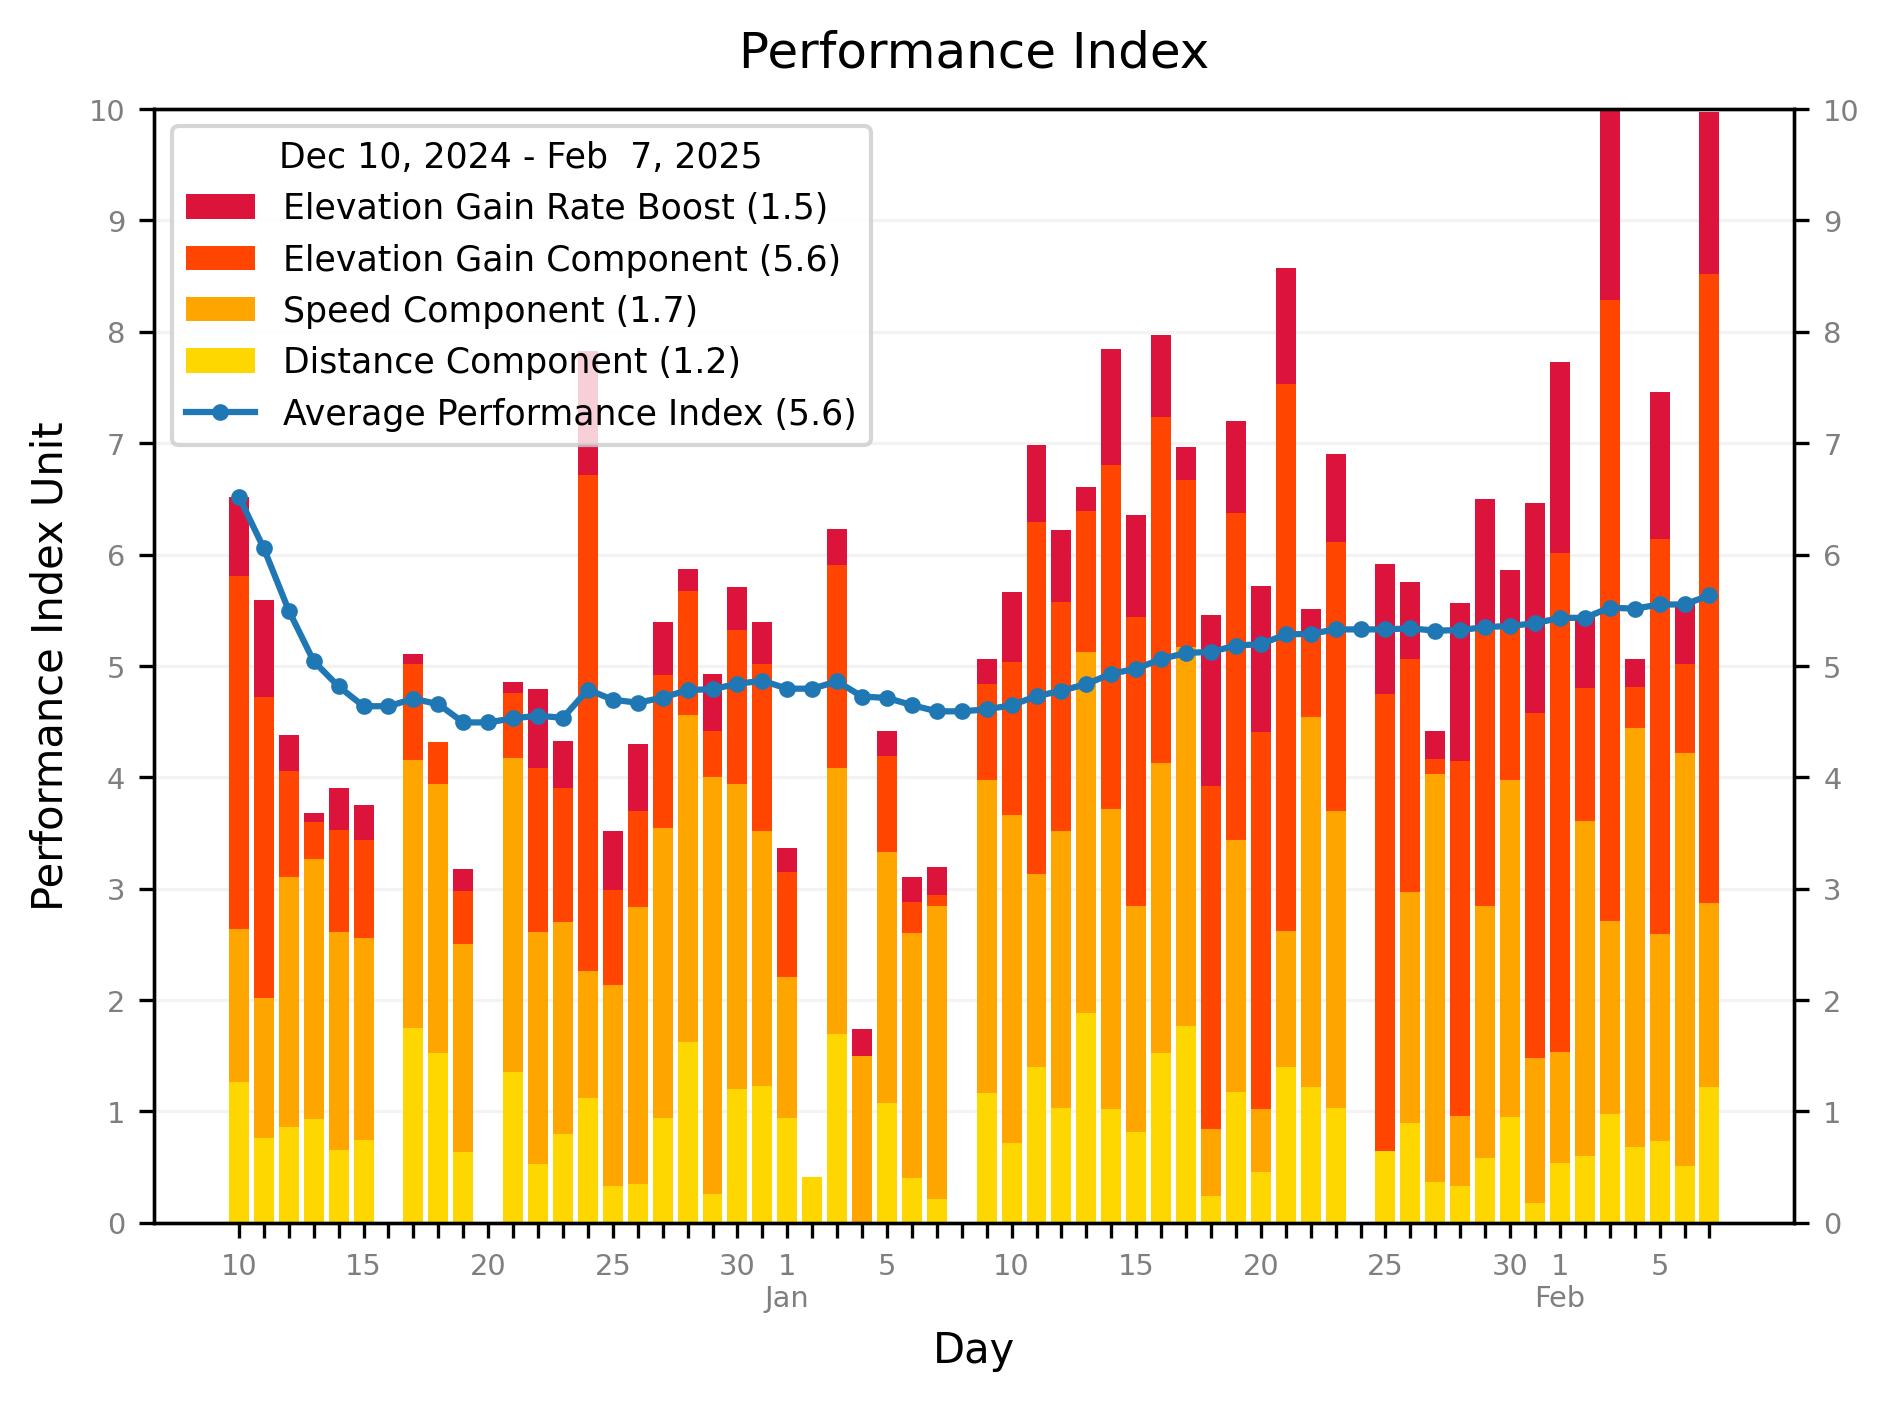 Performance Index
Dec 10, 2024 - Feb  7, 2025
Elevation Gain Rate Boost (1.5)
Elevation Gain Component (5.6)
Speed Component (1.7)
Distance Component (1.2)
Average Performance Index (5.6)
Performance Index Unit
10
9
8
7
6
5
4
3
2
1
0
10
9
8
7
6
5
4
3
2
1
0
10 15 20 25 30 1 5 10 15 20 25 30 1 5
Jan Feb
Day